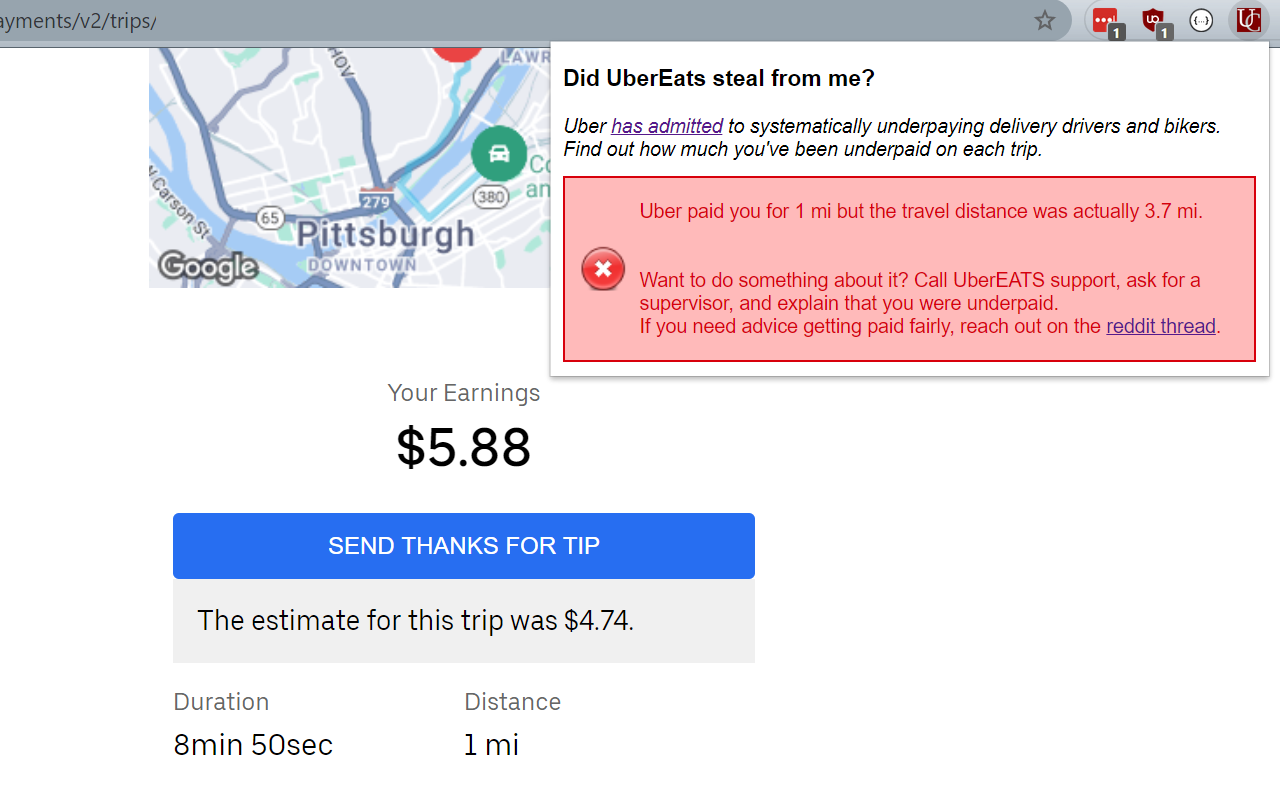 ayments/v2/trips/
1
1
{...}
UC
Did UberEats steal from me?
Uber has admitted to systematically underpaying delivery drivers and bikers.
Find out how much you've been underpaid on each trip.
Uber paid you for 1 mi but the travel distance was actually 3.7 mi.
Want to do something about it? Call UberEATS support, ask for a
supervisor, and explain that you were underpaid.
If you need advice getting paid fairly, reach out on the reddit thread.
HOV
LAWR
W Carson St
65
279
380
Co
an
Pittsburgh
DOWNTOWN
Google
Your Earnings
$5.88
SEND THANKS FOR TIP
The estimate for this trip was $4.74.
Duration
Distance
8min 50sec
1 mi